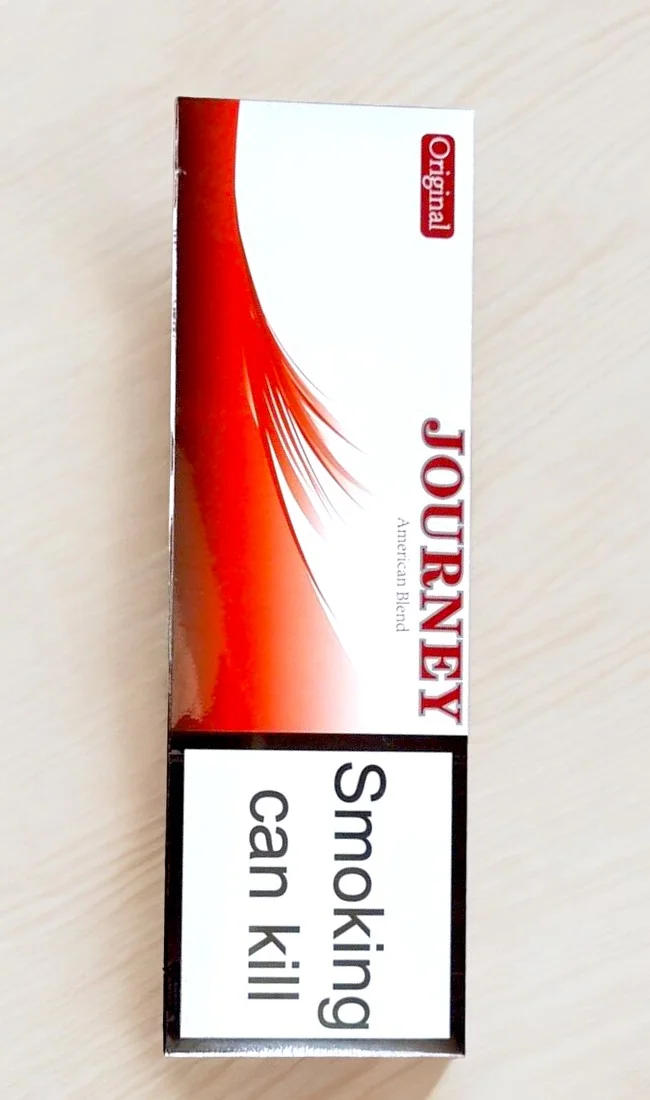 Original
JOURNEY
American Blend
Smoking
can kill